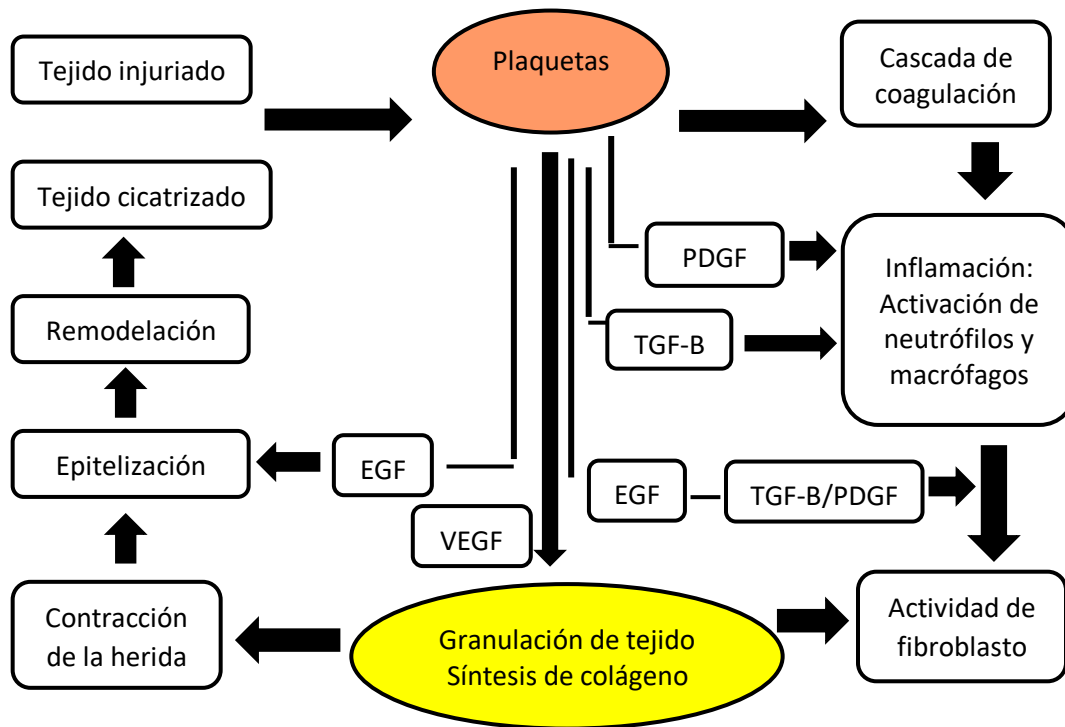 Tejido injuriado
Plaquetas
Cascada de
coagulación
Tejido cicatrizado
PDGF
Inflamación:
Activación de
neutrófilos y
macrófagos
Remodelación
TGF-B
Epitelización
EGF
EGF
TGF-B/PDGF
VEGF
Contracción
de la herida
Granulación de tejido
Síntesis de colágeno
Actividad de
fibroblasto